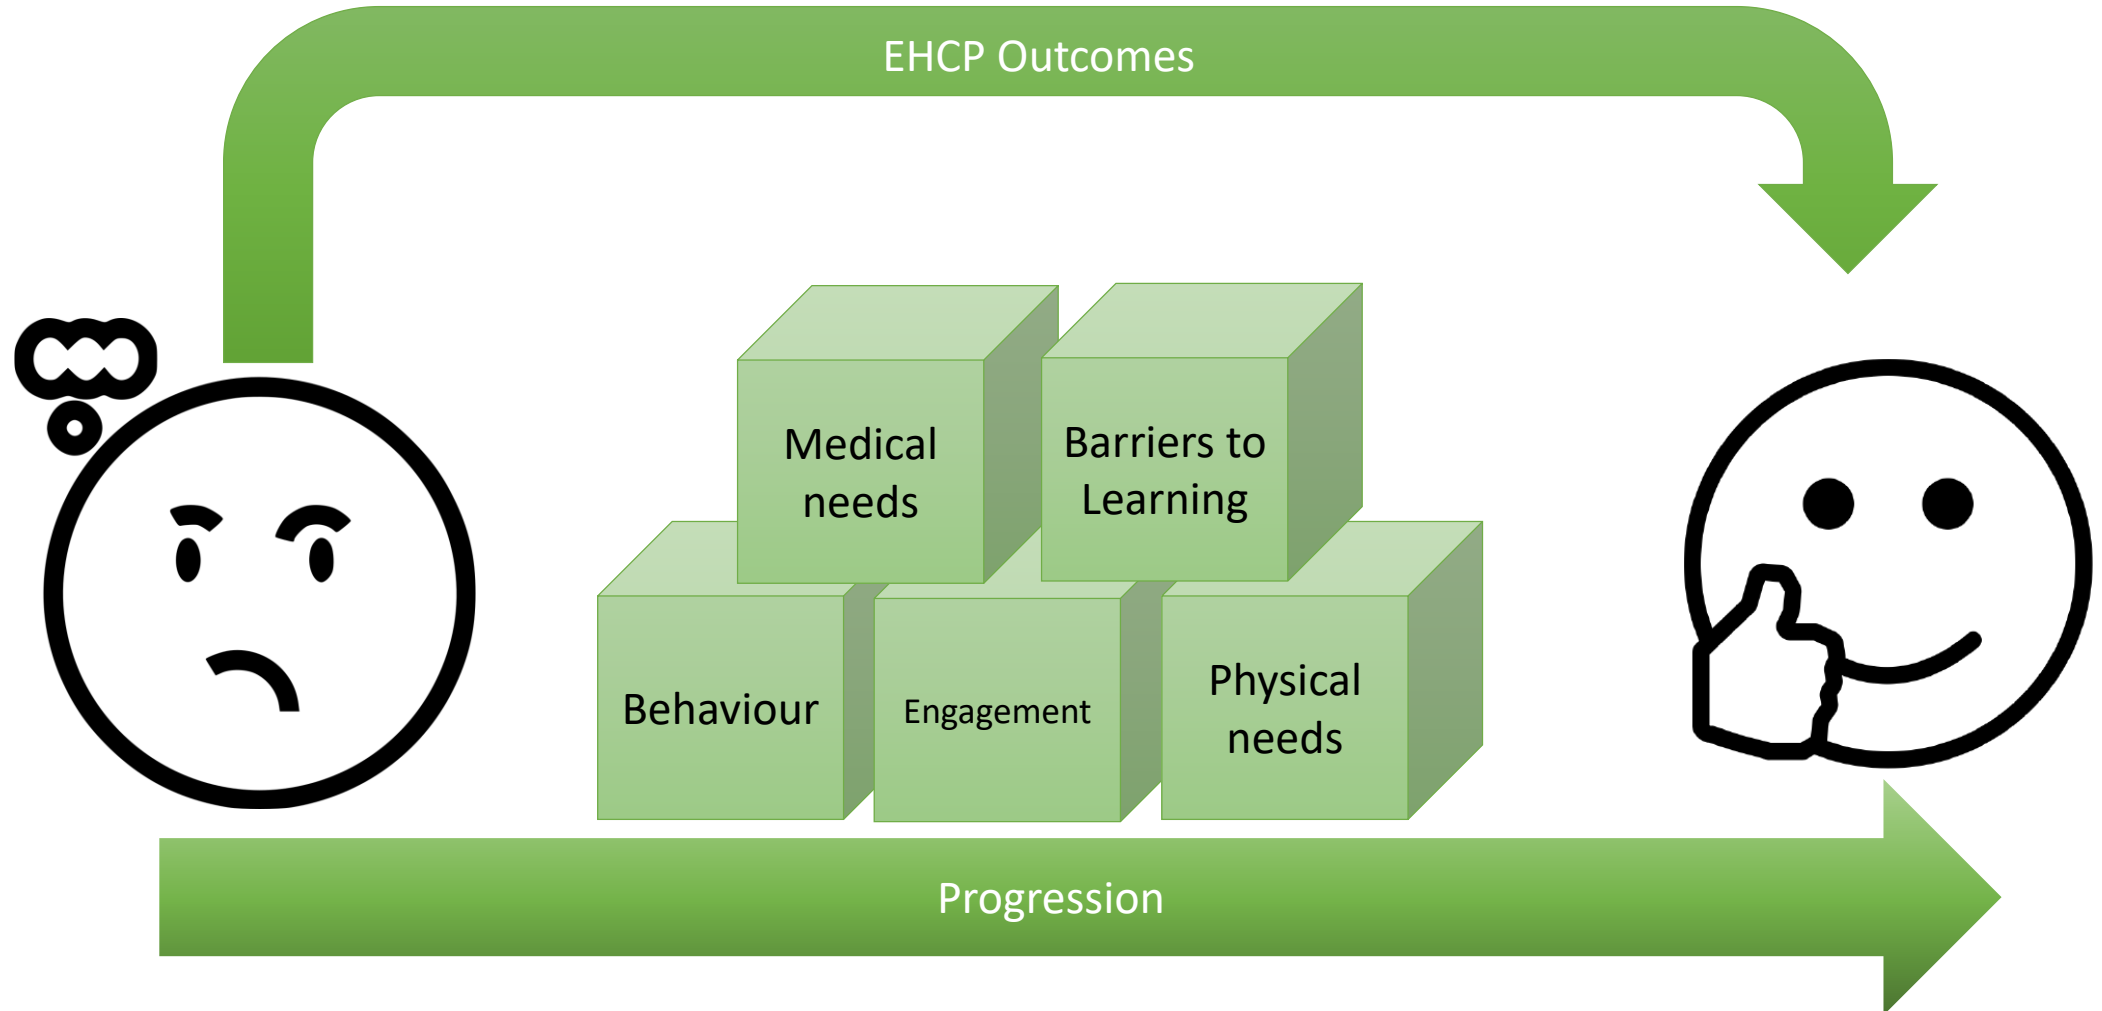 EHCP Outcomes
Medical
needs
Barriers to
Learning
Behaviour
Engagement
Physical
needs
Progression